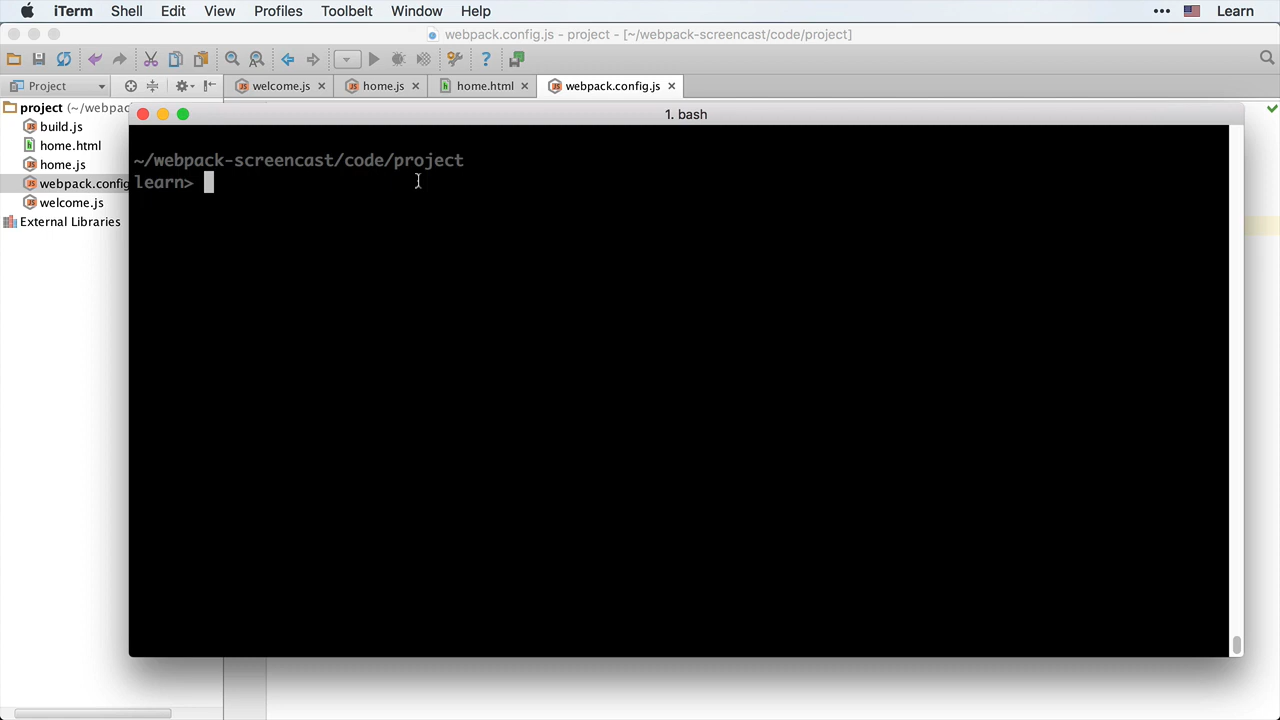 iTerm Shell Edit View Profiles Toolbelt Window Help Learn
webpack.config.js - project - [~/webpack-screencast/code/project]
Project welcome.js home.js home.html webpack.config.js
project (~/webpac
1. bash
build.js
home.html
home.js
webpack.config
welcome.js
External Libraries
~/webpack-screencast/code/project
learn>